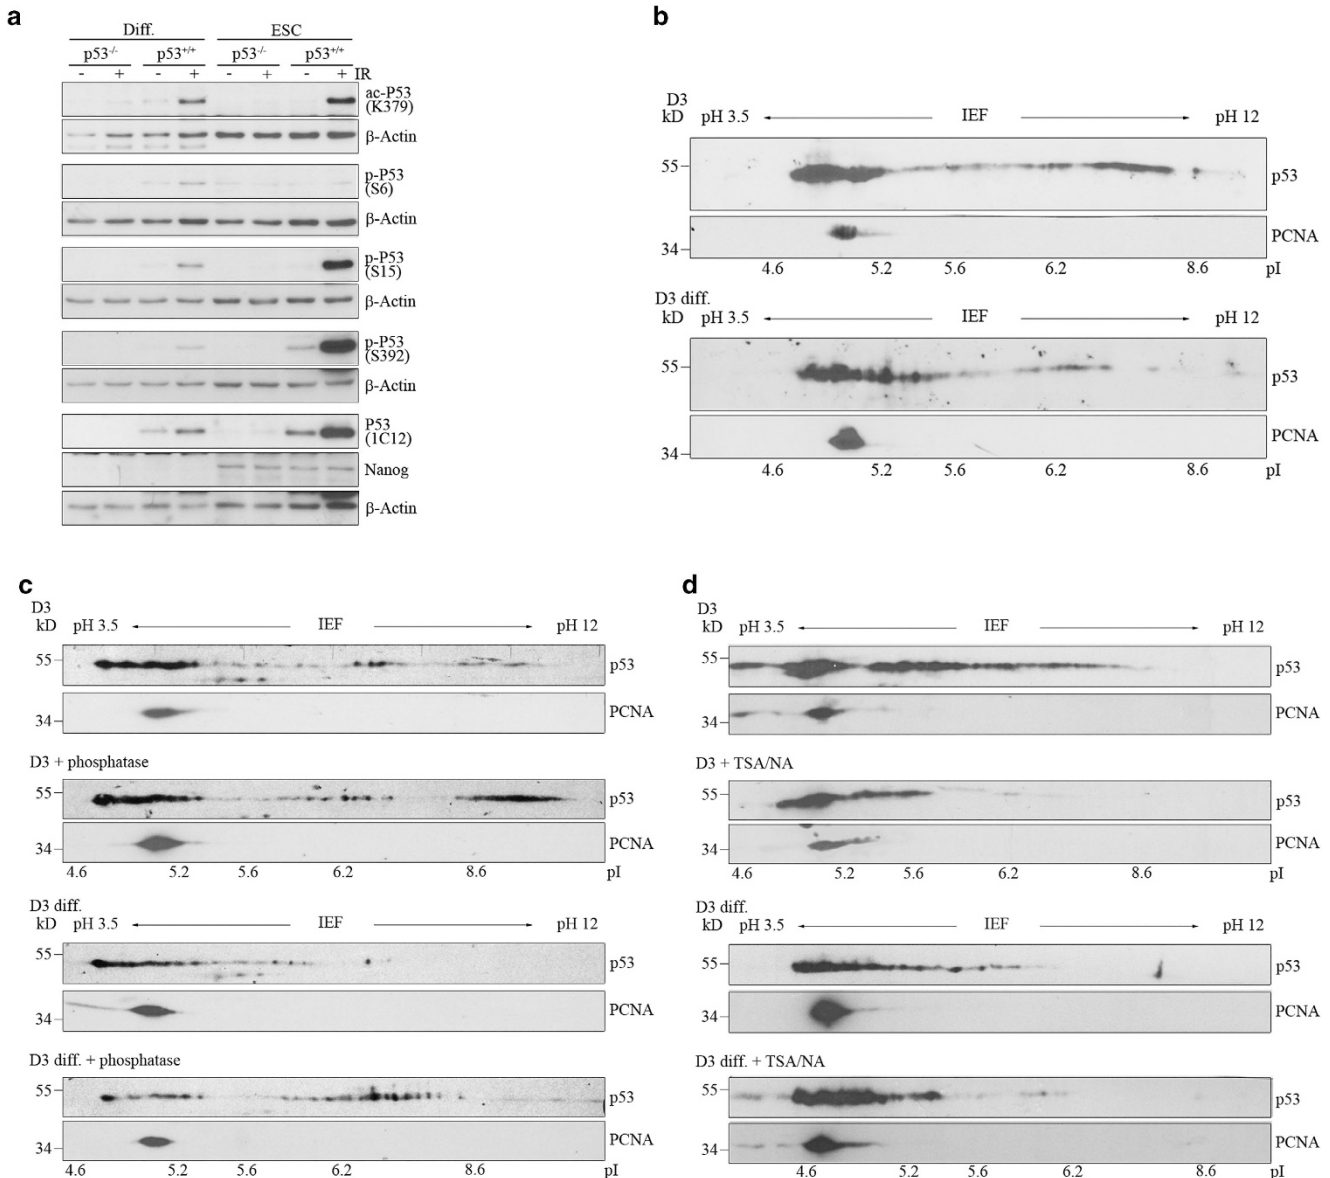 a
Diff. ESC
p53-/- p53+/+ p53-/- p53+/+
- + - + - + - + IR
ac-P53
(K379)
β-Actin
p-P53
(S6)
β-Actin
p-P53
(S15)
β-Actin
p-P53
(S392)
β-Actin
P53
(1C12)
Nanog
β-Actin
b
D3
kD pH 3.5 IEF pH 12
55 p53
34 PCNA
4.6 5.2 5.6 6.2 8.6 pI
D3 diff.
kD pH 3.5 IEF pH 12
55 p53
34 PCNA
4.6 5.2 5.6 6.2 8.6 pI
c
D3
kD pH 3.5 IEF pH 12
55 p53
34 PCNA
D3 + phosphatase
55 p53
34 PCNA
4.6 5.2 5.6 6.2 8.6 pI
D3 diff.
kD pH 3.5 IEF pH 12
55 p53
34 PCNA
D3 diff. + phosphatase
55 p53
34 PCNA
4.6 5.2 5.6 6.2 8.6 pI
d
D3
kD pH 3.5 IEF pH 12
55 p53
34 PCNA
D3 + TSA/NA
55 p53
34 PCNA
4.6 5.2 5.6 6.2 8.6 pI
D3 diff.
kD pH 3.5 IEF pH 12
55 p53
34 PCNA
D3 diff. + TSA/NA
55 p53
34 PCNA
4.6 5.2 5.6 6.2 8.6 pI